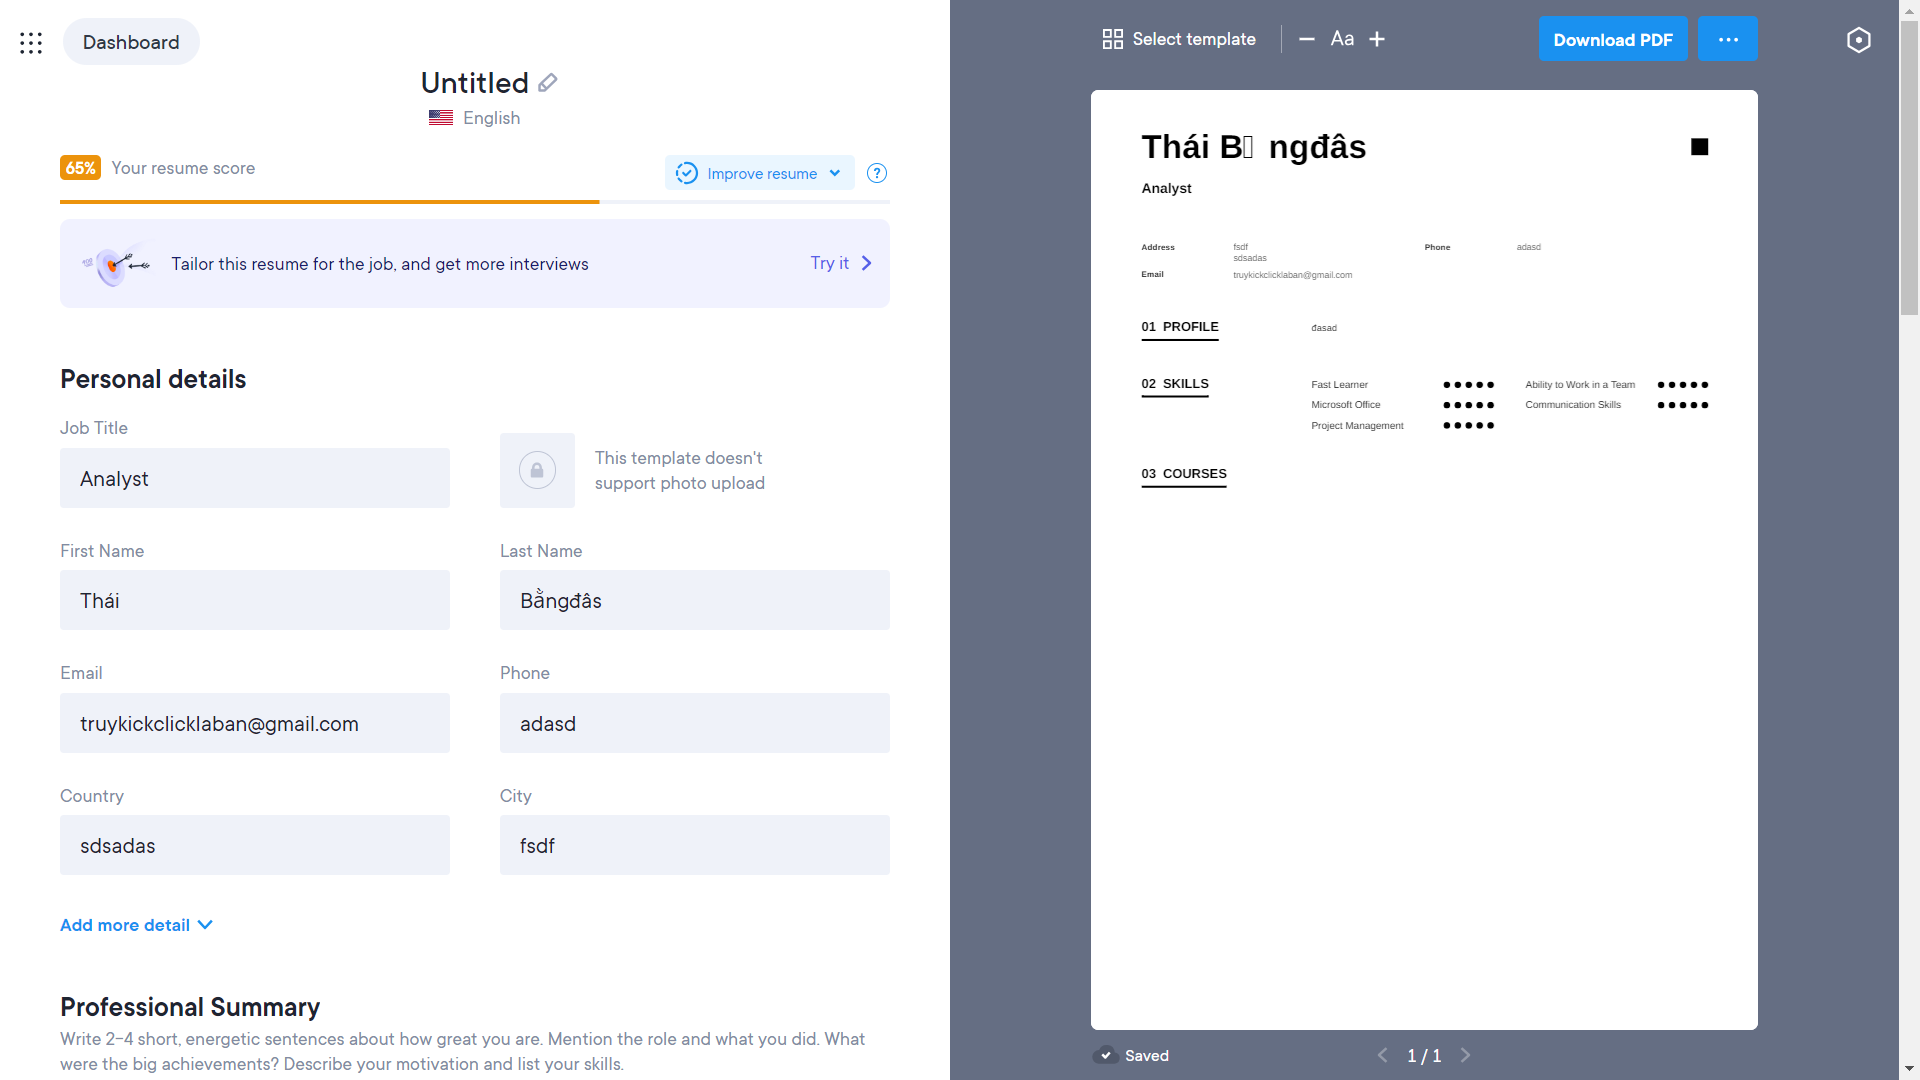 Dashboard
Untitled
English
65% Your resume score
Improve resume
?
Tailor this resume for the job, and get more interviews
Try it
Personal details
Job Title
Analyst
This template doesn't
support photo upload
First Name
Thái
Last Name
Bằngđâs
Email
truykickclicklaban@gmail.com
Phone
adasd
Country
sdsadas
City
fsdf
Add more detail
Professional Summary
Write 2-4 short, energetic sentences about how great you are. Mention the role and what you did. What
were the big achievements? Describe your motivation and list your skills.
Select template
Aa
Download PDF
Thái B ngđâs
Analyst
Address fsdf
sdsadas
Phone adasd
Email truykickclicklaban@gmail.com
01 PROFILE
đasad
02 SKILLS
Fast Learner
Ability to Work in a Team
Microsoft Office
Communication Skills
Project Management
03 COURSES
Saved
1 / 1